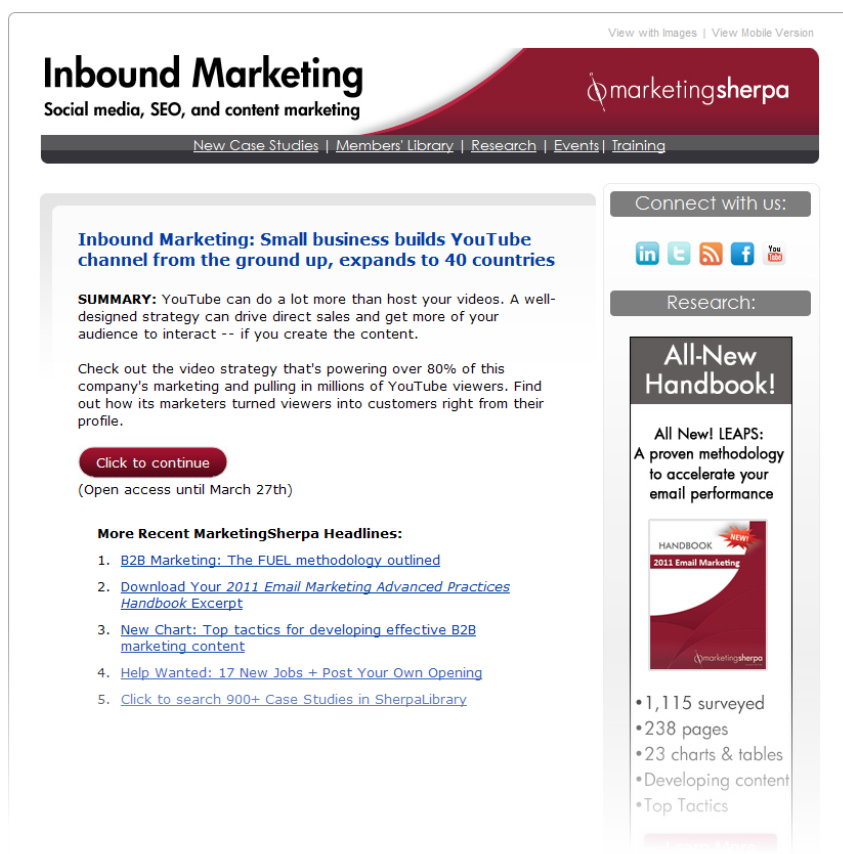 View with Images | View Mobile Version
Inbound Marketing
Social media, SEO, and content marketing
marketingsherpa
New Case Studies | Members' Library | Research | Events| Training
Inbound Marketing: Small business builds YouTube
channel from the ground up, expands to 40 countries
SUMMARY: YouTube can do a lot more than host your videos. A well-
designed strategy can drive direct sales and get more of your
audience to interact -- if you create the content.
Check out the video strategy that's powering over 80% of this
company's marketing and pulling in millions of YouTube viewers. Find
out how its marketers turned viewers into customers right from their
profile.
Click to continue
(Open access until March 27th)
More Recent MarketingSherpa Headlines:
1. B2B Marketing: The FUEL methodology outlined
2. Download Your 2011 Email Marketing Advanced Practices
Handbook Excerpt
3. New Chart: Top tactics for developing effective B2B
marketing content
4. Help Wanted: 17 New Jobs + Post Your Own Opening
5. Click to search 900+ Case Studies in SherpaLibrary
Connect with us:
in
t
f
You
Tube
Research:
All-New
Handbook!
All New! LEAPS:
A proven methodology
to accelerate your
email performance
NEW!
HANDBOOK
2011 Email Marketing
marketingsherpa
•1,115 surveyed
•238 pages
•23 charts & tables
•Developing content
•Top Tactics